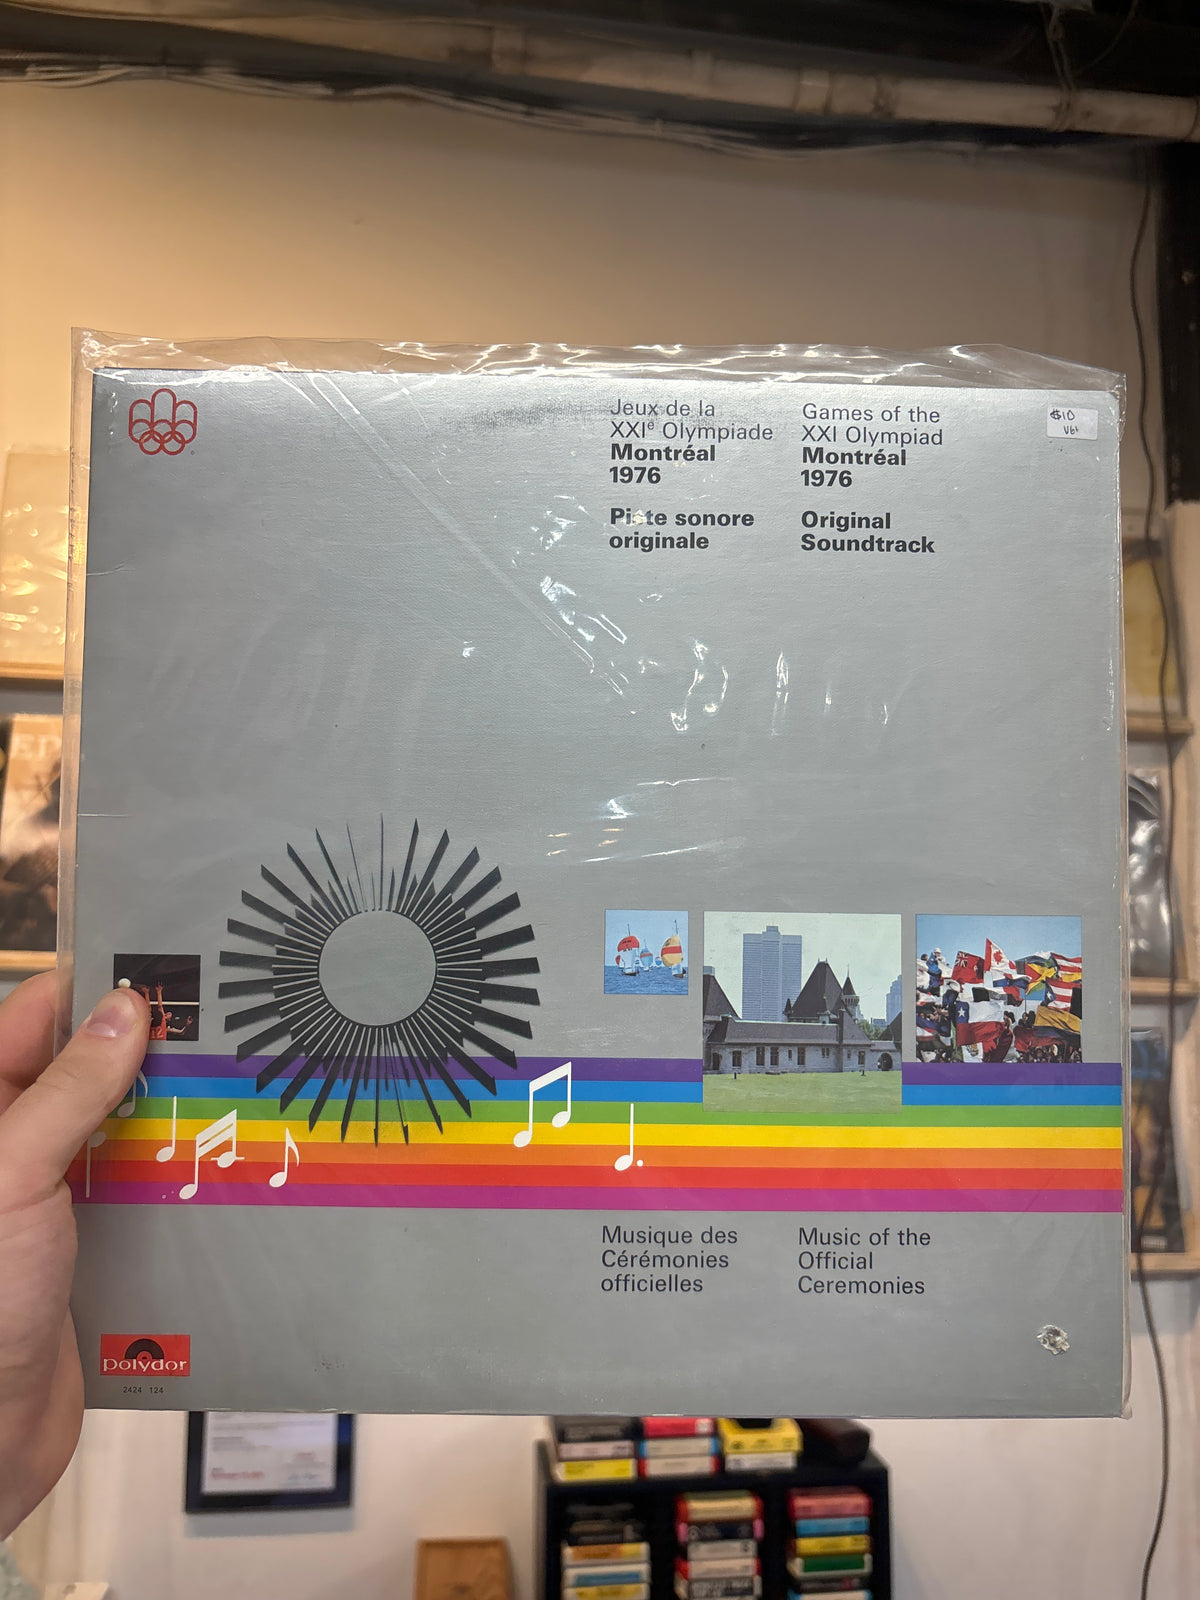 Jeux de la
XXIe Olympiade
Montréal
1976
Piste sonore
originale
Games of the
XXI Olympiad
Montréal
1976
Original
Soundtrack
$10
VG+
Musique des
Cérémonies
officielles
Music of the
Official
Ceremonies
polydor
2424 124